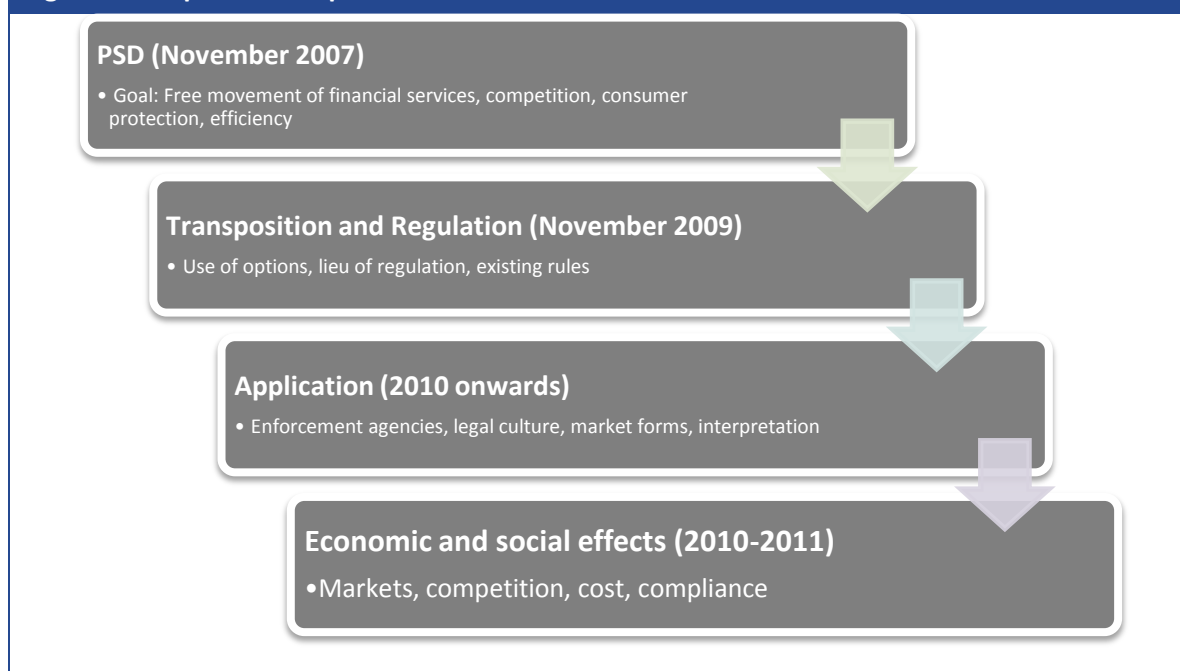 PSD (November 2007)
• Goal: Free movement of financial services, competition, consumer
protection, efficiency
Transposition and Regulation (November 2009)
• Use of options, lieu of regulation, existing rules
Application (2010 onwards)
• Enforcement agencies, legal culture, market forms, interpretation
Economic and social effects (2010-2011)
•Markets, competition, cost, compliance